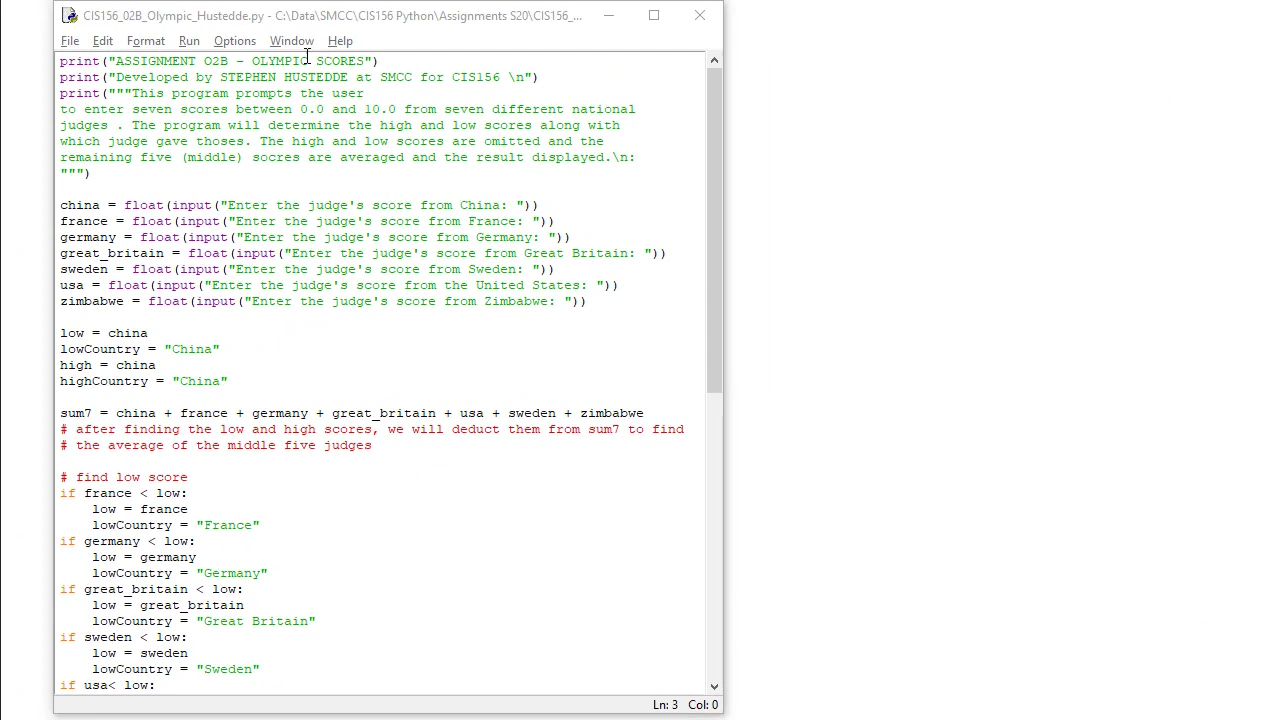 CIS156_02B_Olympic_Hustedde.py - C:\Data\SMCC\CIS156 Python\Assignments S20\CIS156_...
File Edit Format Run Options Window Help
print("ASSIGNMENT O2B - OLYMPIC SCORES")
print("Developed by STEPHEN HUSTEDDE at SMCC for CIS156 \n")
print("""This program prompts the user
to enter seven scores between 0.0 and 10.0 from seven different national
judges . The program will determine the high and low scores along with
which judge gave thoses. The high and low scores are omitted and the
remaining five (middle) socres are averaged and the result displayed.\n:
""")
china = float(input("Enter the judge's score from China: "))
france = float(input("Enter the judge's score from France: "))
germany = float(input("Enter the judge's score from Germany: "))
great_britain = float(input("Enter the judge's score from Great Britain: "))
sweden = float(input("Enter the judge's score from Sweden: "))
usa = float(input("Enter the judge's score from the United States: "))
zimbabwe = float(input("Enter the judge's score from Zimbabwe: "))
low = china
lowCountry = "China"
high = china
highCountry = "China"
sum7 = china + france + germany + great_britain + usa + sweden + zimbabwe
# after finding the low and high scores, we will deduct them from sum7 to find
# the average of the middle five judges
# find low score
if france < low:
    low = france
    lowCountry = "France"
if germany < low:
    low = germany
    lowCountry = "Germany"
if great_britain < low:
    low = great_britain
    lowCountry = "Great Britain"
if sweden < low:
    low = sweden
    lowCountry = "Sweden"
if usa< low:
Ln: 3 Col: 0